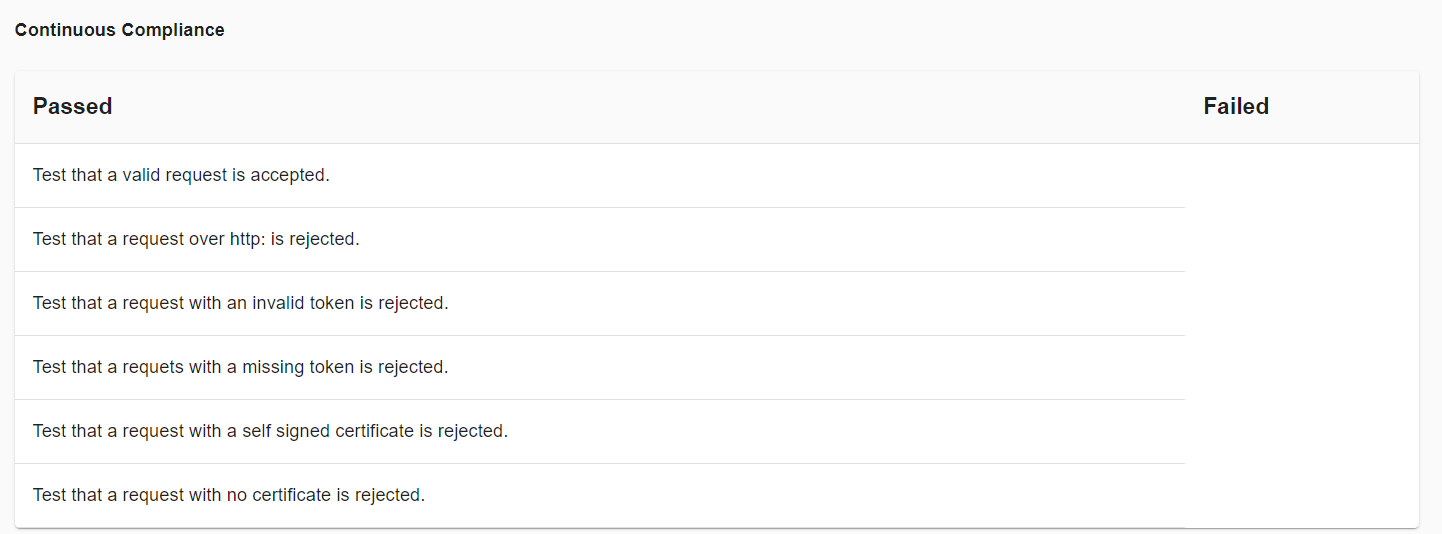 Continuous Compliance
Passed
Failed
Test that a valid request is accepted.
Test that a request over http: is rejected.
Test that a request with an invalid token is rejected.
Test that a requets with a missing token is rejected.
Test that a request with a self signed certificate is rejected.
Test that a request with no certificate is rejected.